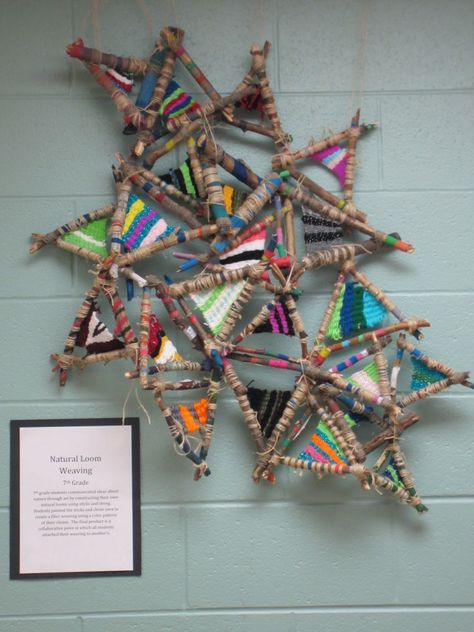 Natural Loom
Weaving
7th Grade
7th grade students communicated ideas about
nature through art by constructing their own
natural looms using sticks and string.
Students painted the sticks and chose yarn to
create a fiber weaving using a color pattern
of their choice. The final product is a
collaborative piece in which all students
attached their weaving to another's.